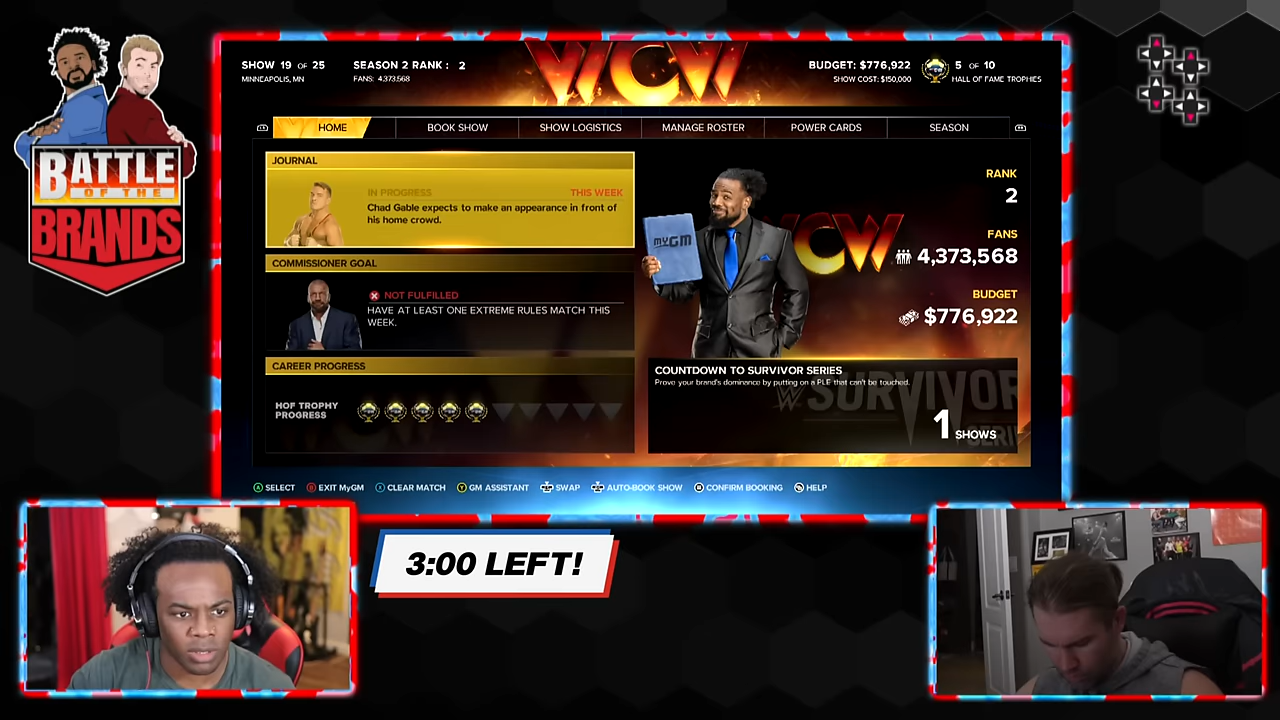 BATTLE
OF THE
BRANDS
SHOW 19 OF 25
MINNEAPOLIS, MN
SEASON 2 RANK : 2
FANS: 4,373,568
WCW
BUDGET: $776,922
SHOW COST: $150,000
5 OF 10
HALL OF FAME TROPHIES
HOME
BOOK SHOW
SHOW LOGISTICS
MANAGE ROSTER
POWER CARDS
SEASON
JOURNAL
IN PROGRESS
THIS WEEK
Chad Gable expects to make an appearance in front of
his home crowd.
COMMISSIONER GOAL
NOT FULFILLED
HAVE AT LEAST ONE EXTREME RULES MATCH THIS
WEEK.
CAREER PROGRESS
HOF TROPHY
PROGRESS
MyGM
WCW
RANK
2
FANS
4,373,568
BUDGET
$776,922
COUNTDOWN TO SURVIVOR SERIES
Prove your brand's dominance by putting on a PLE that can't be touched.
SURVIVOR
SERIES
1 SHOWS
SELECT
EXIT MyGM
CLEAR MATCH
GM ASSISTANT
SWAP
AUTO-BOOK SHOW
CONFIRM BOOKING
HELP
3:00 LEFT!